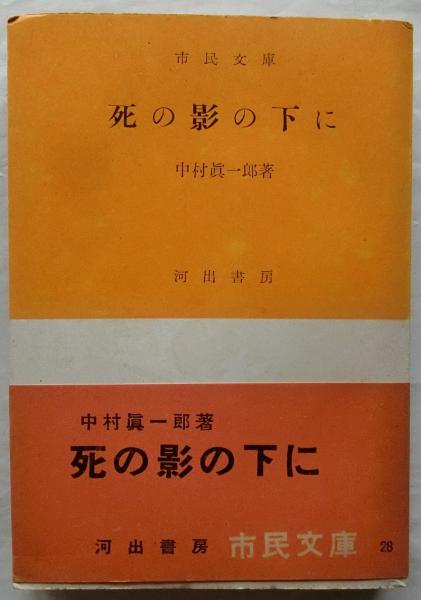 市民文庫
死の影の下に
中村眞一郎著
河出書房
中村眞一郎著
死の影の下に
河出書房 市民文庫 28